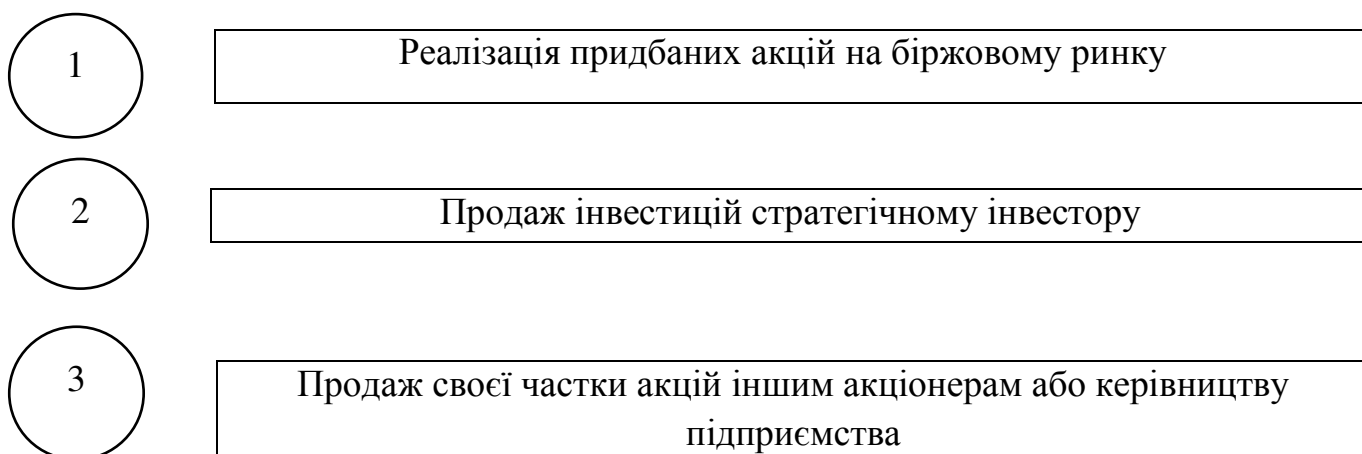 1
Реалізація придбаних акцій на біржовому ринку
2
Продаж інвестицій стратегічному інвестору
3
Продаж своєї частки акцій іншим акціонерам або керівництву
підприємства